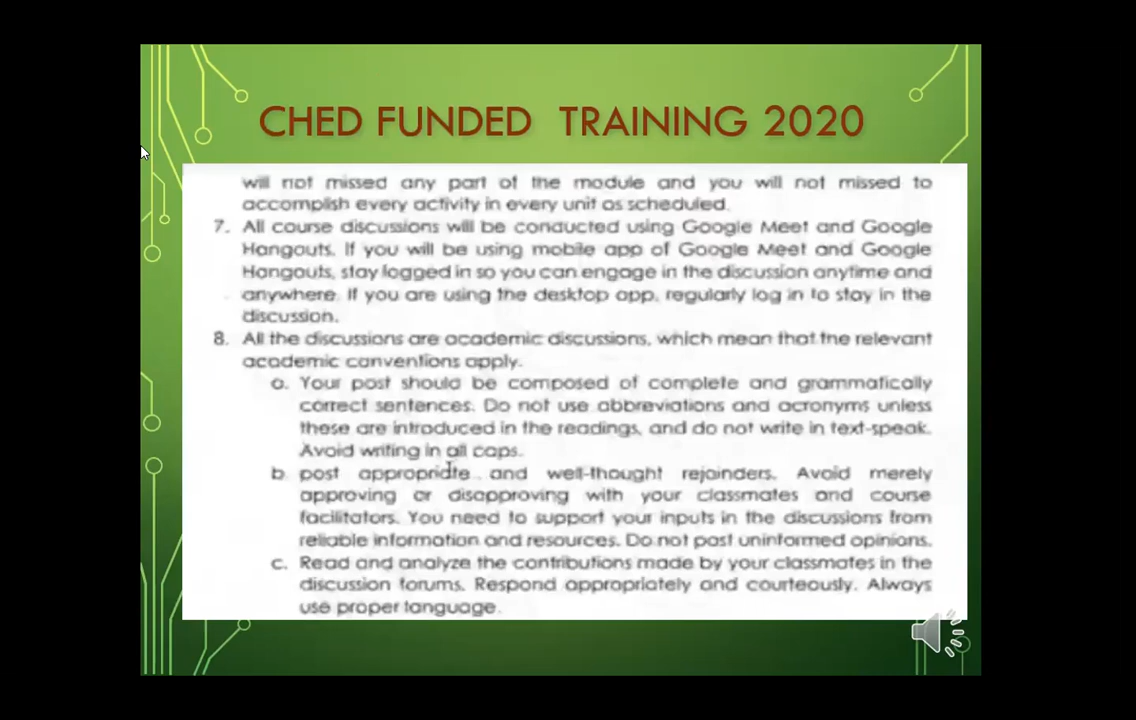 CHED FUNDED TRAINING 2020
will not missed any part of the module and you will not missed to
accomplish every activity in every unit as scheduled.
7. All course discussions will be conducted using Google Meet and Google
Hangouts. If you will be using mobile app of Google Meet and Google
Hangouts, stay logged in so you can engage in the discussion anytime and
anywhere. If you are using the desktop app, regularly log in to stay in the
discussion.
8. All the discussions are academic discussions, which mean that the relevant
academic conventions apply.
a. Your post should be composed of complete and grammatically
correct sentences. Do not use abbreviations and acronyms unless
these are introduced in the readings, and do not write in text-speak.
Avoid writing in all caps.
b. post appropriate and well-thought rejoinders. Avoid merely
approving or disapproving with your classmates and course
facilitators. You need to support your inputs in the discussions from
reliable information and resources. Do not post uninformed opinions.
c. Read and analyze the contributions made by your classmates in the
discussion forums. Respond appropriately and courteously. Always
use proper language.